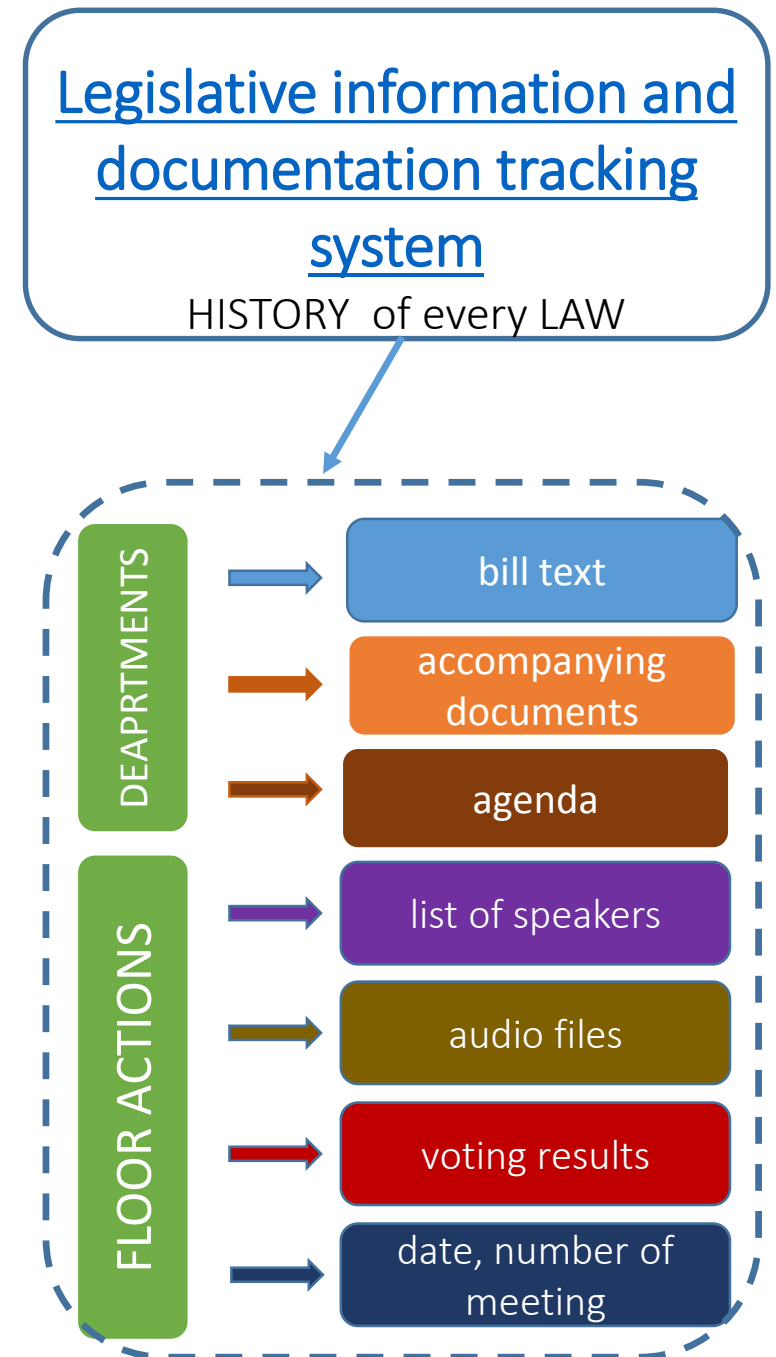 Legislative information and
documentation tracking
system
HISTORY of every LAW
DEAPRTMENTS
bill text
accompanying
documents
agenda
FLOOR ACTIONS
list of speakers
audio files
voting results
date, number of
meeting